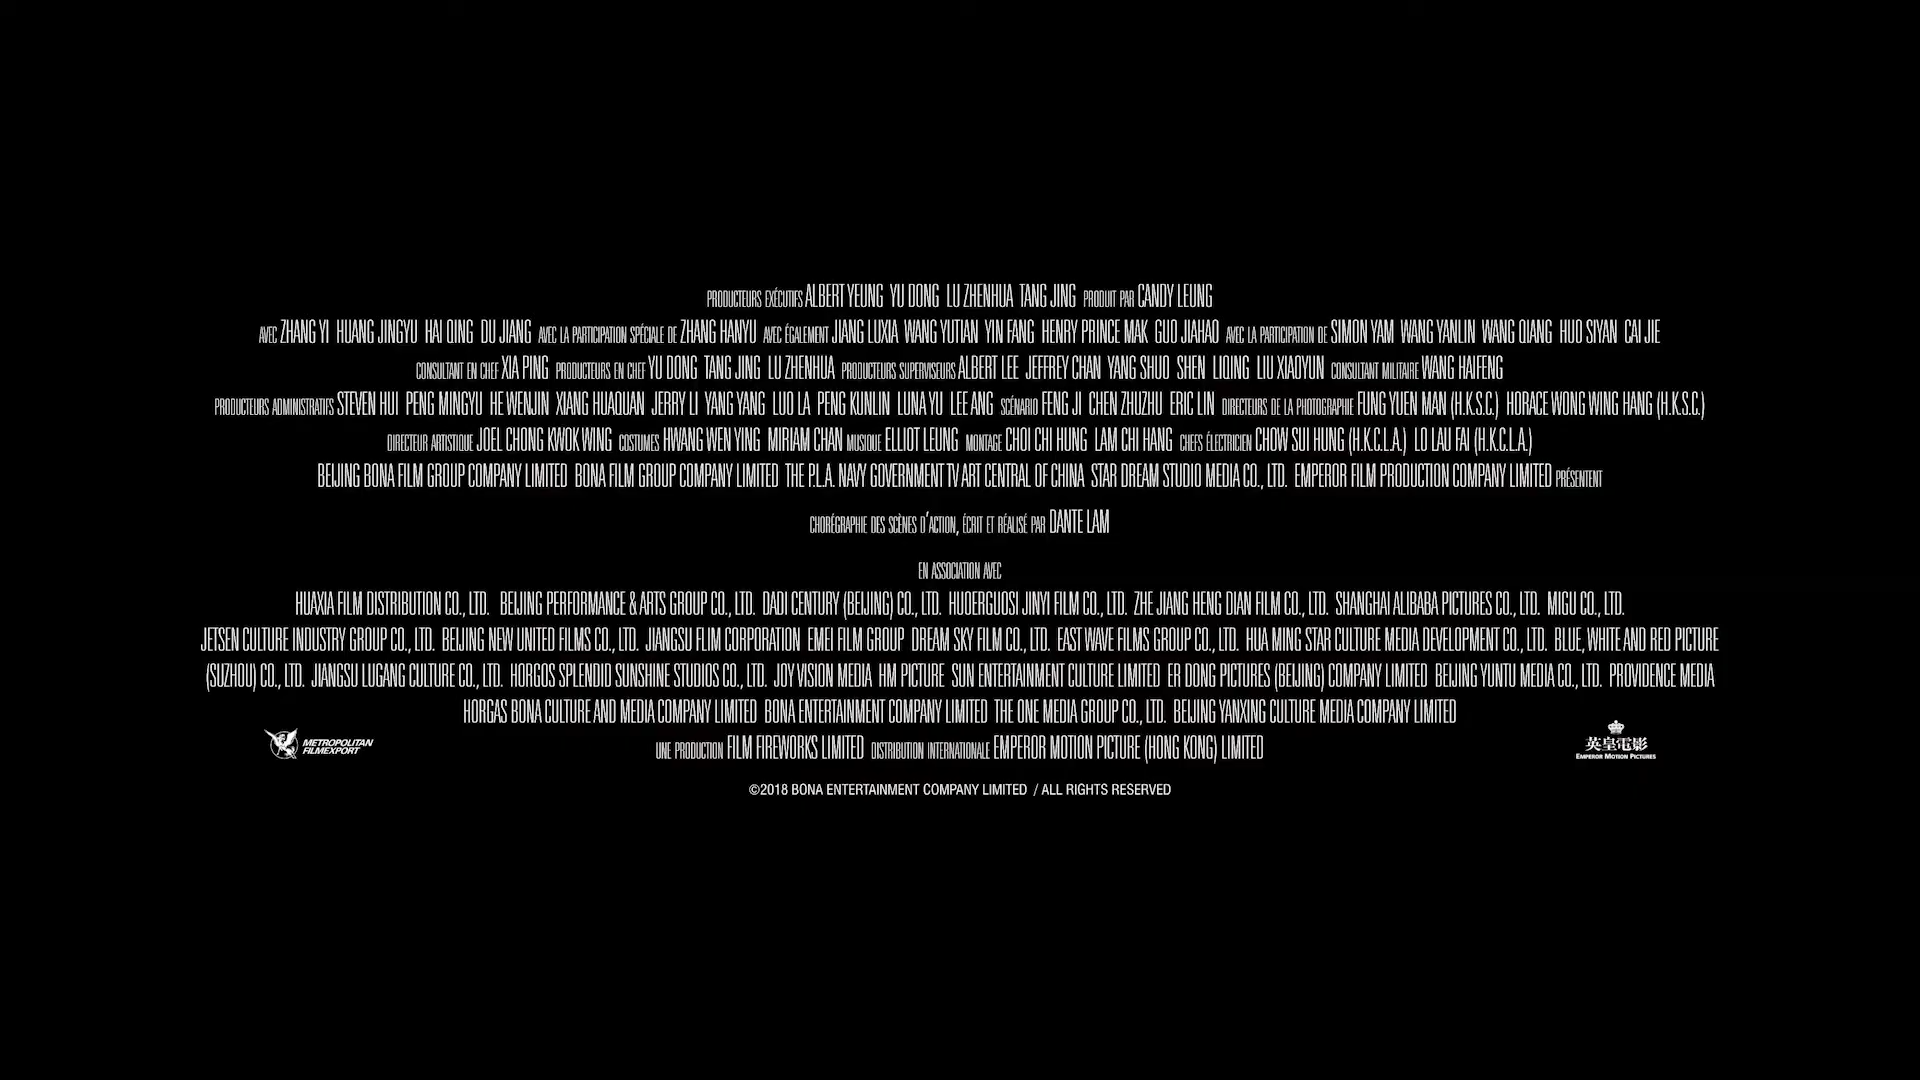 PRODUCTEURS EXÉCUTIFS ALBERT YEUNG YU DONG LU ZHENHUA TANG JING PRODUIT PAR CANDY LEUNG
AVEC ZHANG YI HUANG JINGYU HAI QING DU JIANG AVEC LA PARTICIPATION SPÉCIALE DE ZHANG HANYU AVEC ÉGALEMENT JIANG LUXIA WANG YUTIAN YIN FANG HENRY PRINCE MAK GUO JIAHAO AVEC LA PARTICIPATION DE SIMON YAM WANG YANLIN WANG QIANG HUO SIYAN CAI JIE
CONSULTANT EN CHEF XIA PING PRODUCTEURS EN CHEF YU DONG TANG JING LU ZHENHUA PRODUCTEURS SUPERVISEURS ALBERT LEE JEFFREY CHAN YANG SHUO SHEN LIQING LIU XIAOYUN CONSULTANT MILITAIRE WANG HAIFENG
PRODUCTEURS ADMINISTRATIFS STEVEN HUI PENG MINGYU HE WENJIN XIANG HUAQUAN JERRY LI YANG YANG LUO LA PENG KUNLIN LUNA YU LEE ANG SCÉNARIO FENG JI CHEN ZHUZHU ERIC LIN DIRECTEURS DE LA PHOTOGRAPHIE FUNG YUEN MAN (H.K.S.C.) HORACE WONG WING HANG (H.K.S.C.)
DIRECTEUR ARTISTIQUE JOEL CHONG KWOK WING COSTUMES HWANG WEN YING MIRIAM CHAN MUSIQUE ELLIOT LEUNG MONTAGE CHOI CHI HUNG LAM CHI HANG CHEFS ÉLECTRICIEN CHOW SUI HUNG (H.K.C.L.A.) LO LAU FAI (H.K.C.L.A.)
BEIJING BONA FILM GROUP COMPANY LIMITED BONA FILM GROUP COMPANY LIMITED THE P.L.A. NAVY GOVERNMENT TV ART CENTRAL OF CHINA STAR DREAM STUDIO MEDIA CO., LTD. EMPEROR FILM PRODUCTION COMPANY LIMITED PRÉSENTENT
CHORÉGRAPHIE DES SCÈNES D'ACTION, ÉCRIT ET RÉALISÉ PAR DANTE LAM
EN ASSOCIATION AVEC
HUAXIA FILM DISTRIBUTION CO., LTD. BEIJING PERFORMANCE & ARTS GROUP CO., LTD. DADI CENTURY (BEIJING) CO., LTD. HUOERGUOSI JINYI FILM CO., LTD. ZHE JIANG HENG DIAN FILM CO., LTD. SHANGHAI ALIBABA PICTURES CO., LTD. MIGU CO., LTD.
JETSEN CULTURE INDUSTRY GROUP CO., LTD. BEIJING NEW UNITED FILMS CO., LTD. JIANGSU FLIM CORPORATION EMEI FILM GROUP DREAM SKY FILM CO., LTD. EAST WAVE FILMS GROUP CO., LTD. HUA MING STAR CULTURE MEDIA DEVELOPMENT CO., LTD. BLUE, WHITE AND RED PICTURE
(SUZHOU) CO., LTD. JIANGSU LUGANG CULTURE CO., LTD. HORGOS SPLENDID SUNSHINE STUDIOS CO., LTD. JOY VISION MEDIA HM PICTURE SUN ENTERTAINMENT CULTURE LIMITED ER DONG PICTURES (BEIJING) COMPANY LIMITED BEIJING YUNTU MEDIA CO., LTD. PROVIDENCE MEDIA
HORGAS BONA CULTURE AND MEDIA COMPANY LIMITED BONA ENTERTAINMENT COMPANY LIMITED THE ONE MEDIA GROUP CO., LTD. BEIJING YANXING CULTURE MEDIA COMPANY LIMITED
METROPOLITAN
FILMEXPORT
UNE PRODUCTION FILM FIREWORKS LIMITED DISTRIBUTION INTERNATIONALE EMPEROR MOTION PICTURE (HONG KONG) LIMITED
英皇電影
EMPEROR MOTION PICTURES
©2018 BONA ENTERTAINMENT COMPANY LIMITED / ALL RIGHTS RESERVED